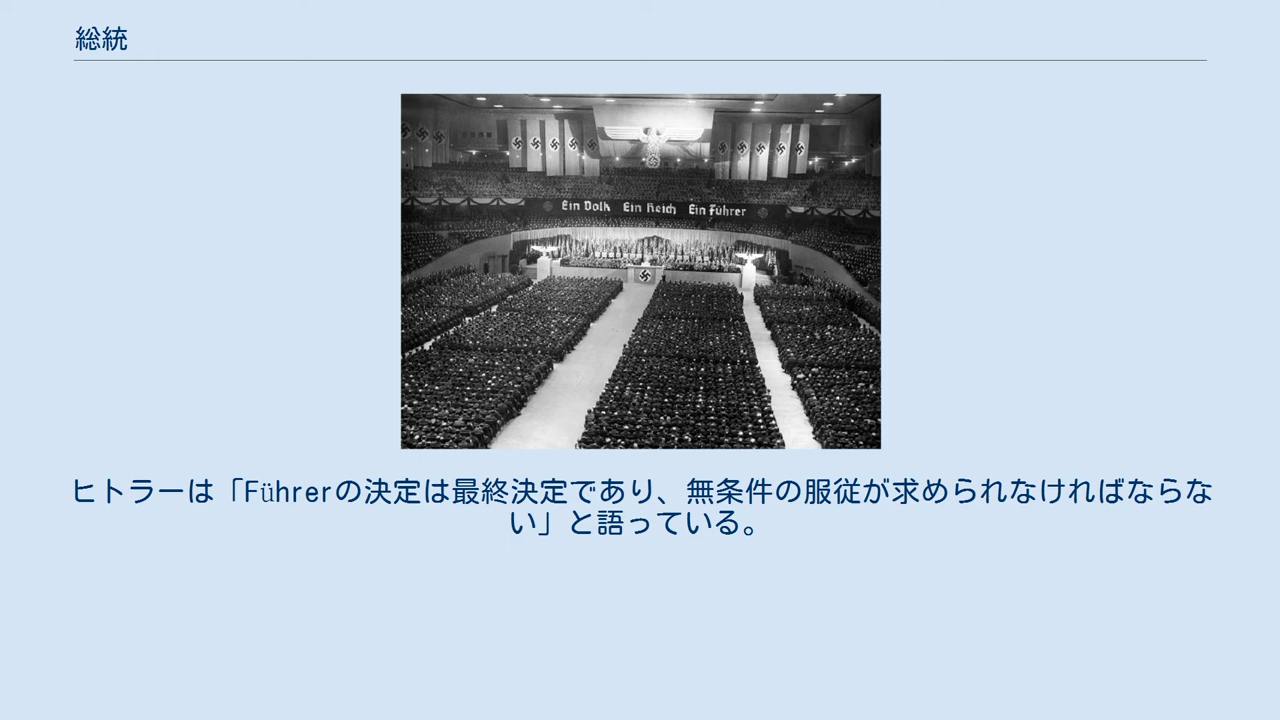 総統
Ein Volk Ein Reich Ein Führer
ヒトラーは「Führerの決定は最終決定であり、無条件の服従が求められなければならな
い」と語っている。